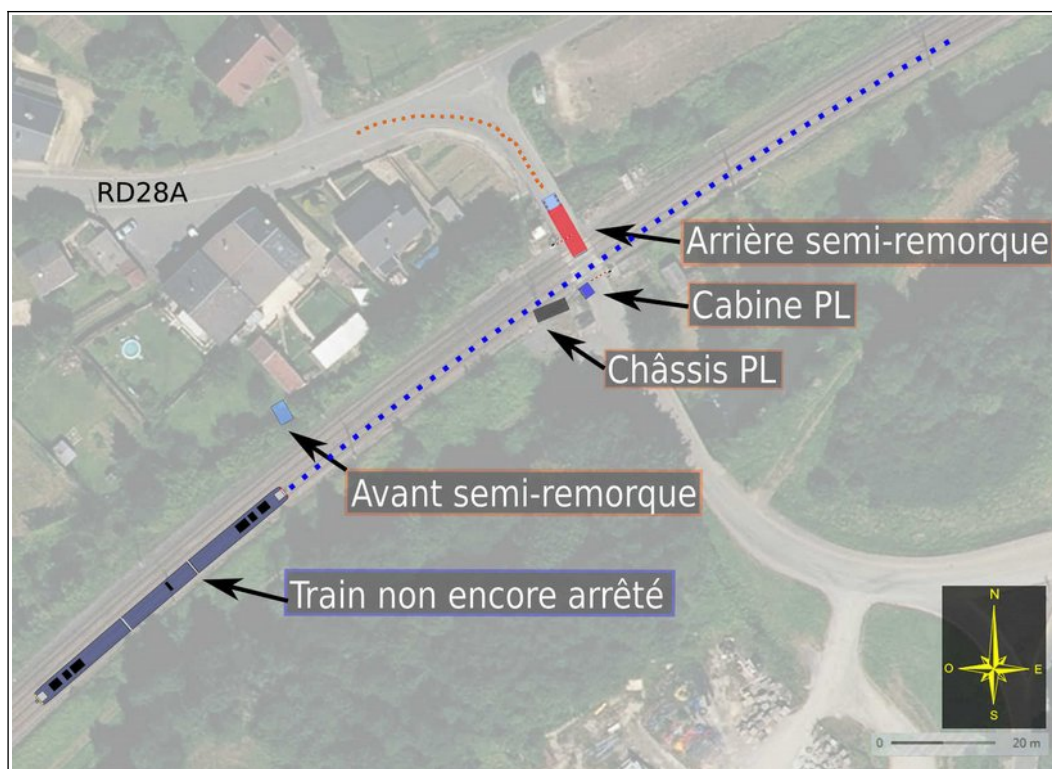 RD28A
Arrière semi-remorque
Cabine PL
Châssis PL
Avant semi-remorque
Train non encore arrêté
N
O E
S
0 20 m